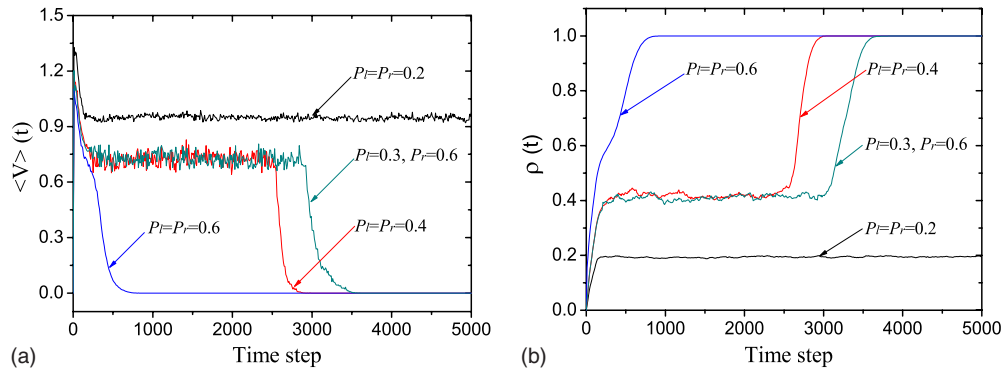 1.5
1.2
0.9
0.6
0.3
0.0
<V> (t)
Pl=Pr=0.2
Pl=0.3, Pr=0.6
Pl=Pr=0.6
Pl=Pr=0.4
0 1000 2000 3000 4000 5000
Time step
(a)
1.0
0.8
0.6
0.4
0.2
0.0
ρ (t)
Pl=Pr=0.6
Pl=Pr=0.4
Pl=0.3, Pr=0.6
Pl=Pr=0.2
0 1000 2000 3000 4000 5000
Time step
(b)